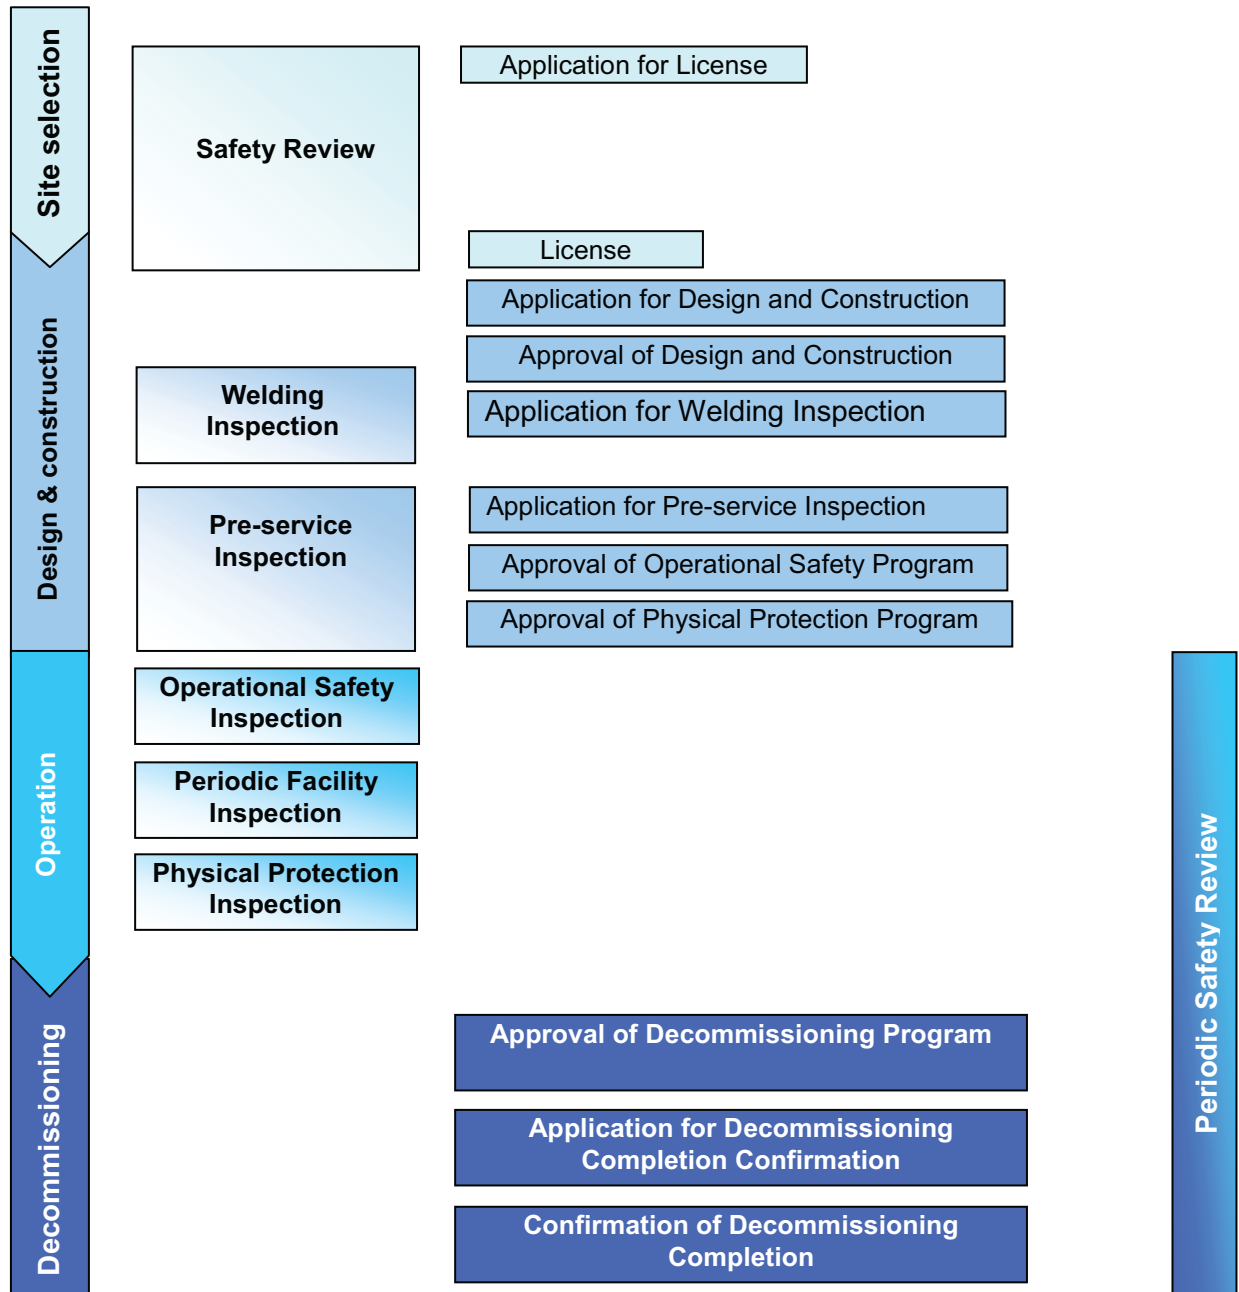 Site selection
Safety Review
Application for License
License
Design & construction
Application for Design and Construction
Approval of Design and Construction
Welding
Inspection
Application for Welding Inspection
Pre-service
Inspection
Application for Pre-service Inspection
Approval of Operational Safety Program
Approval of Physical Protection Program
Operation
Operational Safety
Inspection
Periodic Facility
Inspection
Physical Protection
Inspection
Periodic Safety Review
Decommissioning
Approval of Decommissioning Program
Application for Decommissioning
Completion Confirmation
Confirmation of Decommissioning
Completion